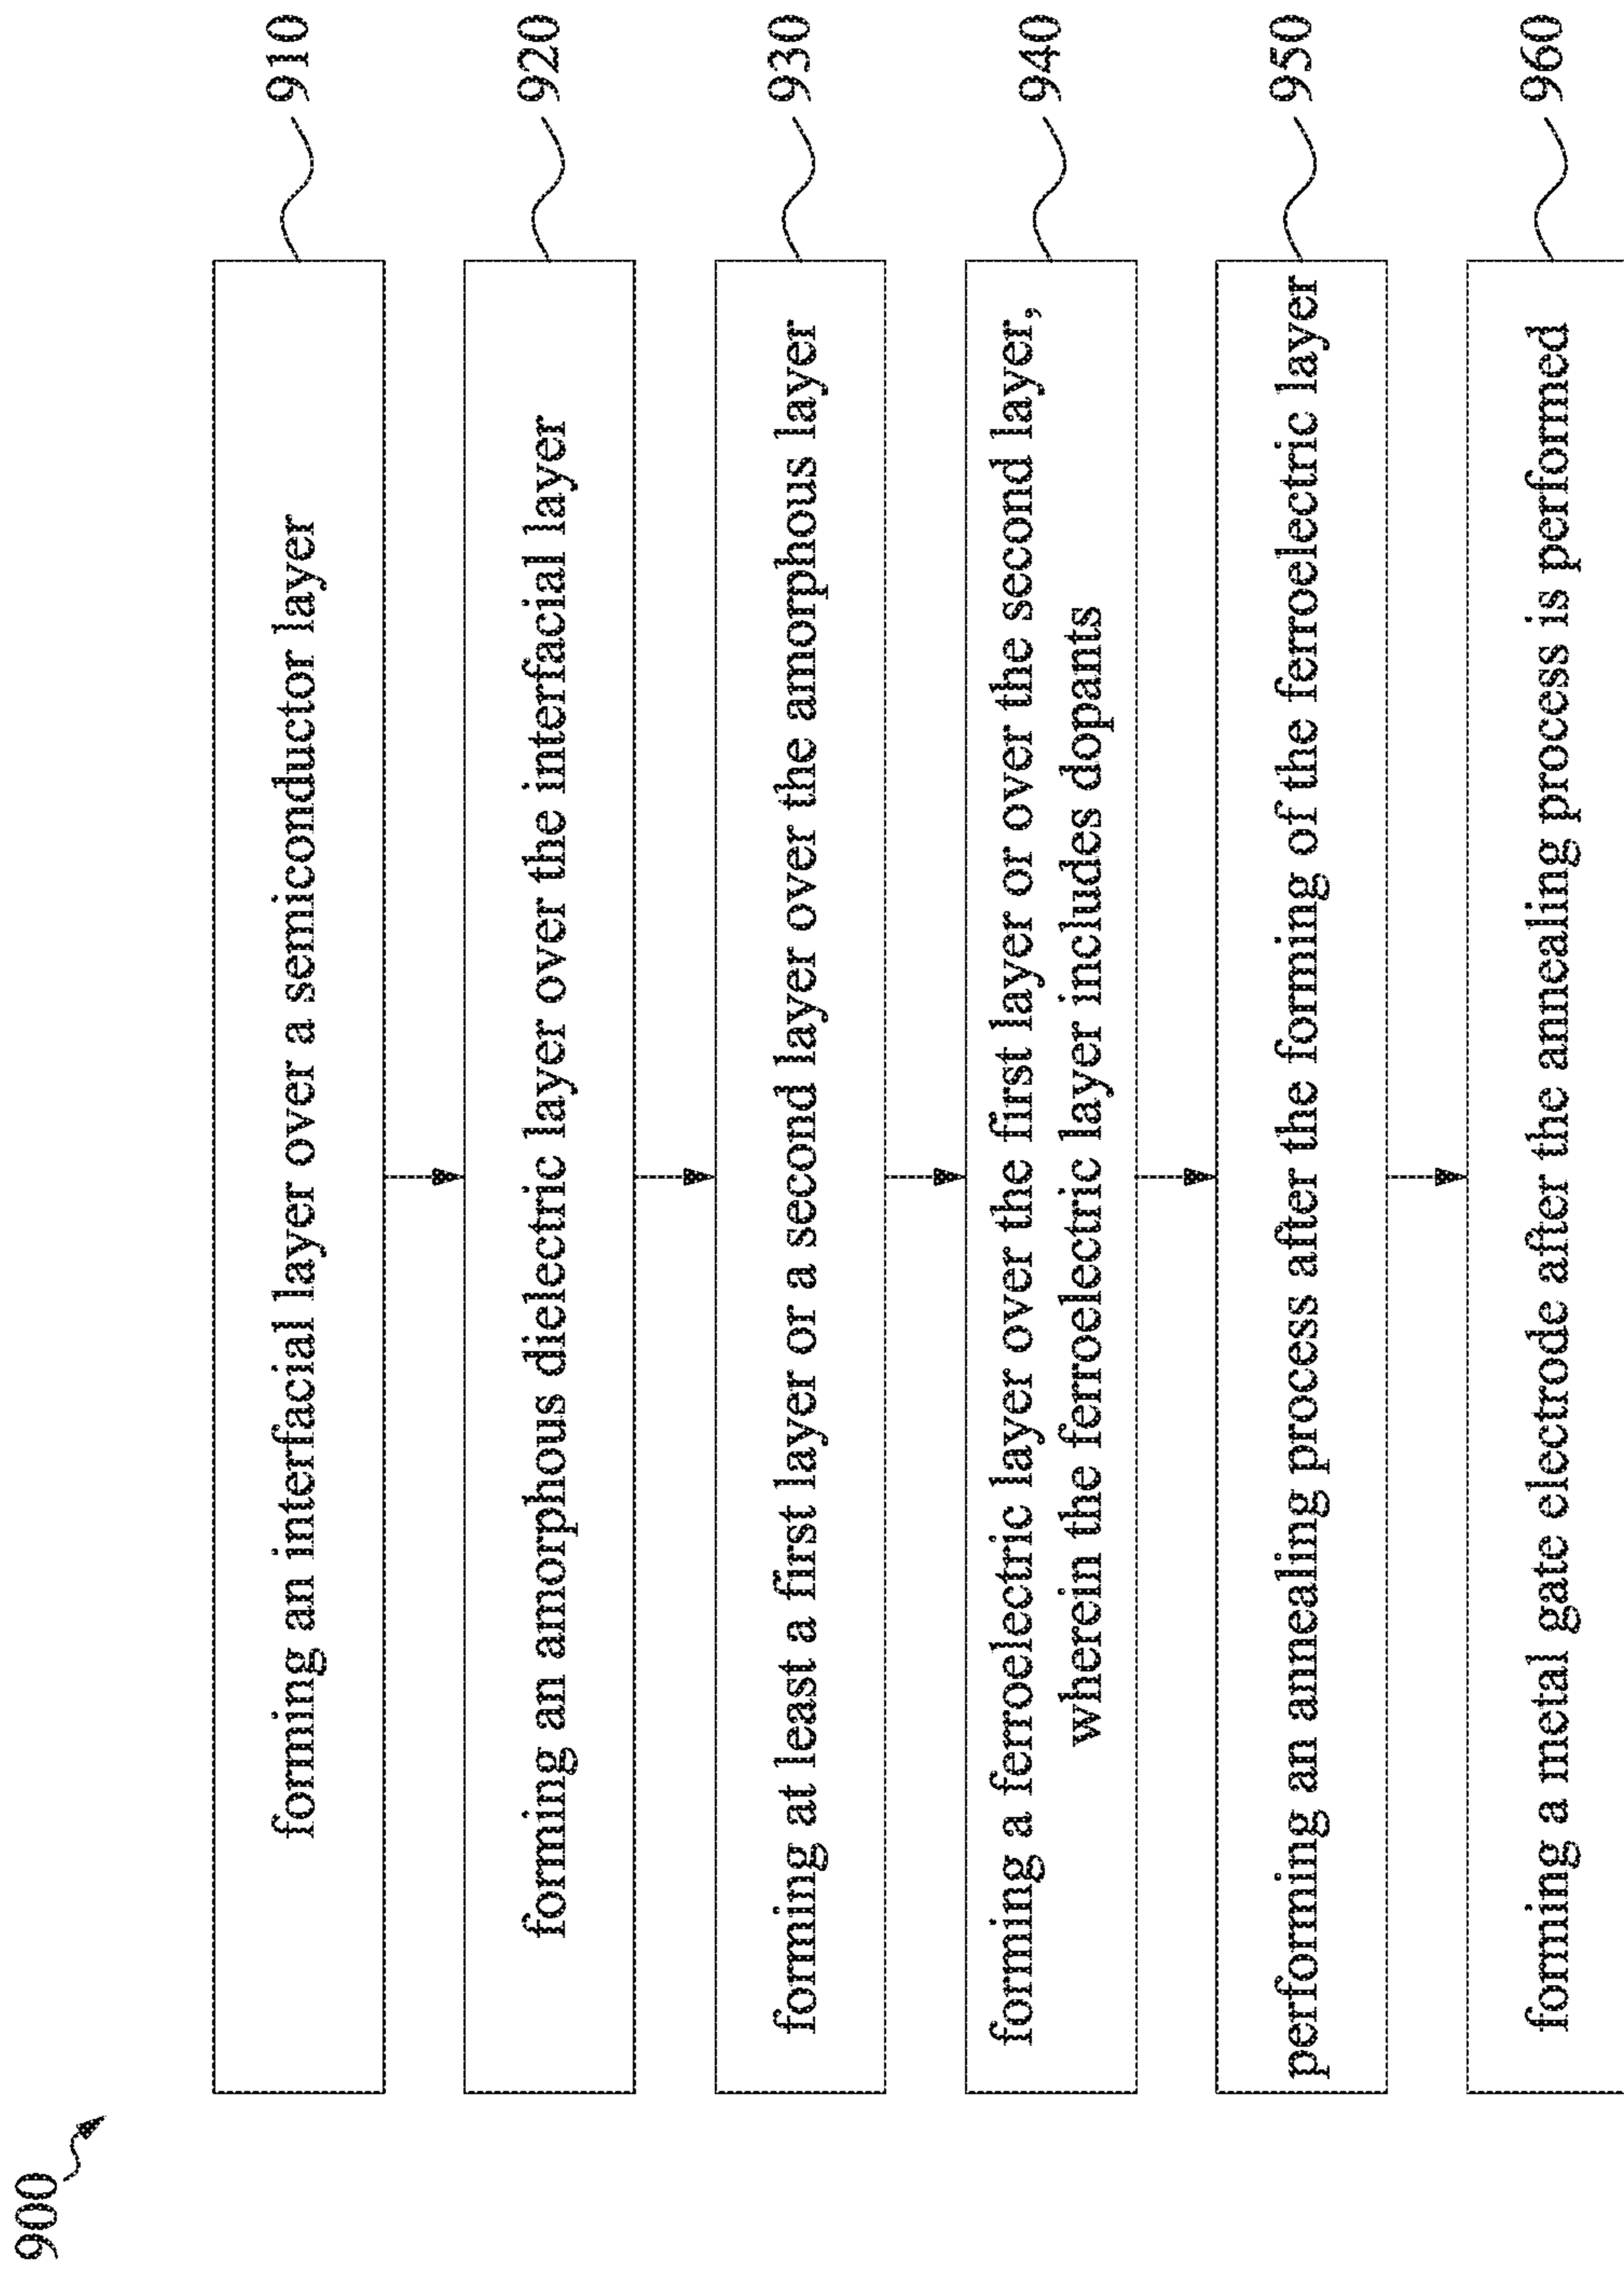 900
forming an interfacial layer over a semiconductor layer
910
forming an amorphous dielectric layer over the interfacial layer
920
forming at least a first layer or a second layer over the amorphous layer
930
forming a ferroelectric layer over the first layer or over the second layer,
wherein the ferroelectric layer includes dopants
940
performing an annealing process after the forming of the ferroelectric layer
950
forming a metal gate electrode after the annealing process is performed
960